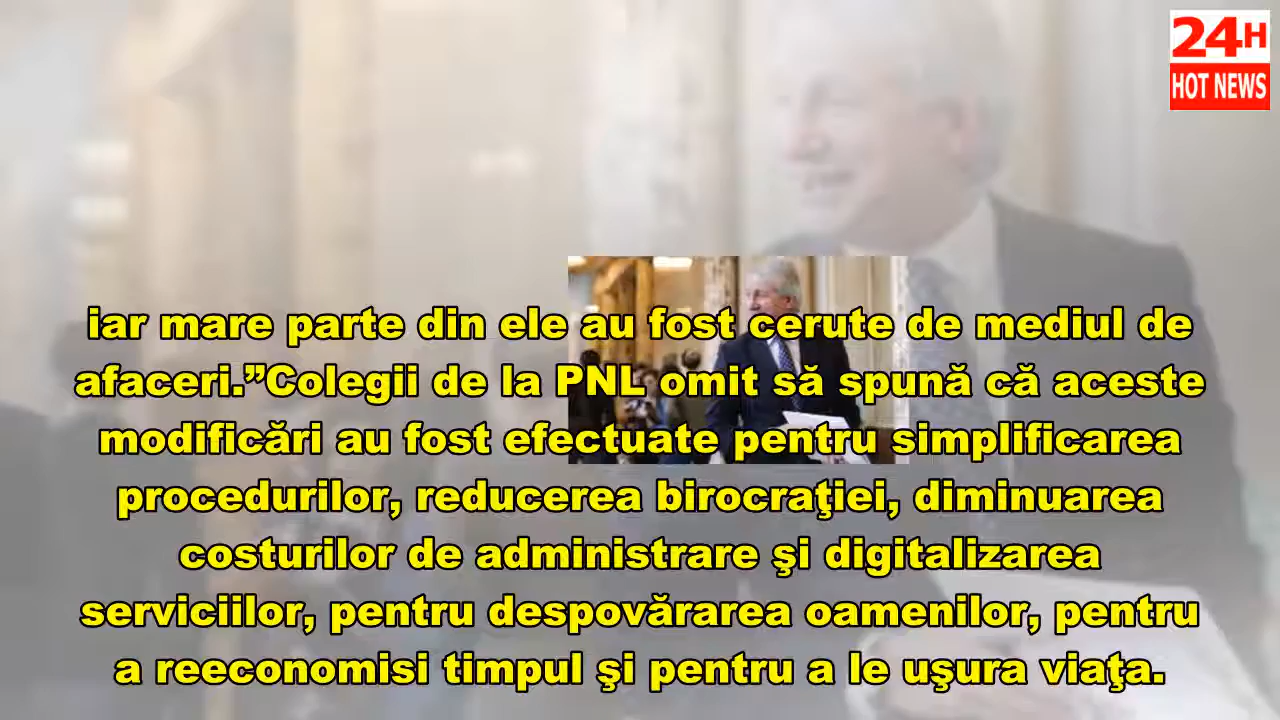 24H
HOT NEWS
iar mare parte din ele au fost cerute de mediul de
afaceri.”Colegii de la PNL omit să spună că aceste
modificări au fost efectuate pentru simplificarea
procedurilor, reducerea birocraţiei, diminuarea
costurilor de administrare şi digitalizarea
serviciilor, pentru despovărarea oamenilor, pentru
a reeconomisi timpul şi pentru a le uşura viaţa.